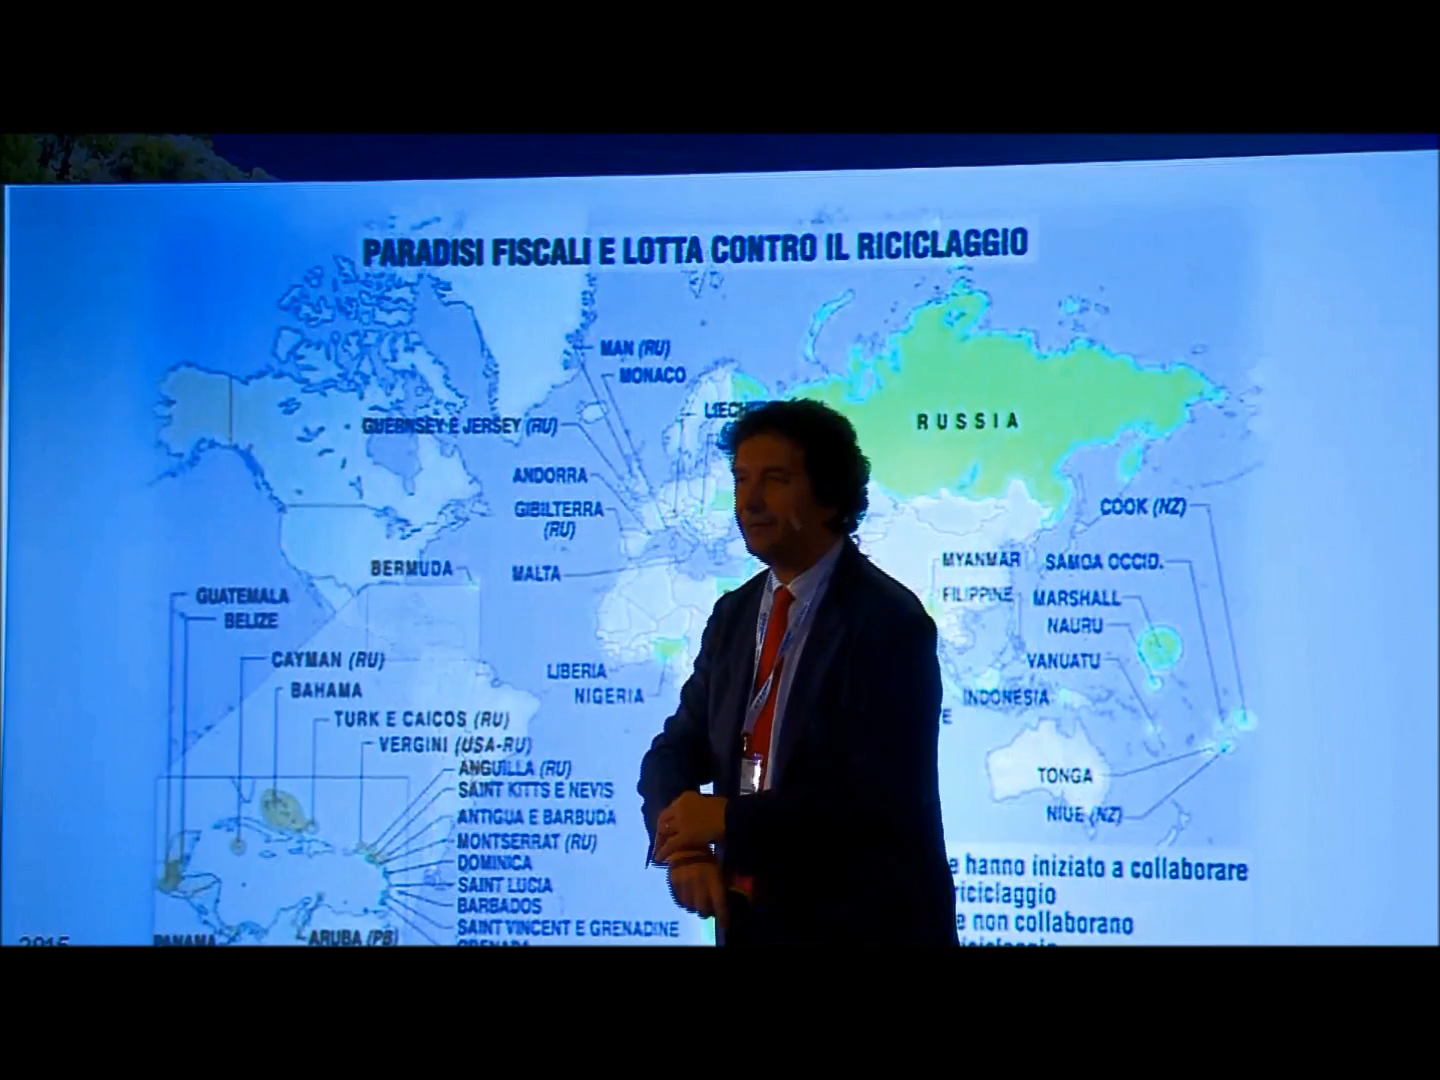 PARADISI FISCALI E LOTTA CONTRO IL RICICLAGGIO
MAN (RU)
MONACO
GUERNSEY E JERSEY (RU)
RUSSIA
ANDORRA
GIBILTERRA
(RU)
COOK (NZ)
BERMUDA
MALTA
MYANMAR
SAMOA OCCID.
GUATEMALA
FILIPPINE
MARSHALL
BELIZE
NAURU
CAYMAN (RU)
VANUATU
LIBERIA
BAHAMA
NIGERIA
INDONESIA
TURK E CAICOS (RU)
VERGINI (USA-RU)
ANGUILLA (RU)
TONGA
SAINT KITTS E NEVIS
ANTIGUA E BARBUDA
NIUE (NZ)
MONTSERRAT (RU)
DOMINICA
e hanno iniziato a collaborare
SAINT LUCIA
riciclaggio
BARBADOS
e non collaborano
SAINT VINCENT E GRENADINE
PANAMA
ARUBA (PB)
GRENADA